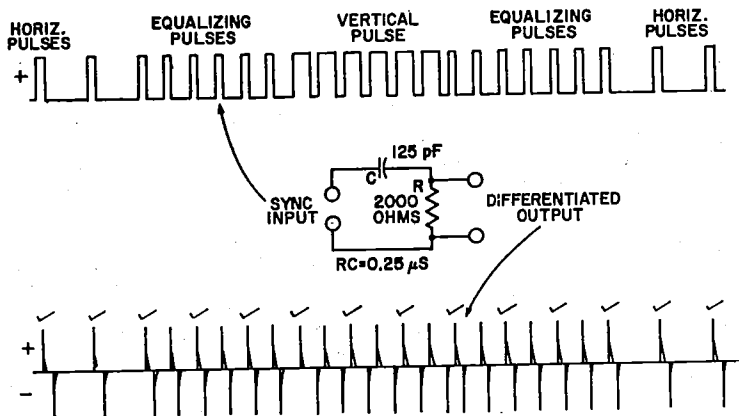 HORIZ.
PULSES
EQUALIZING
PULSES
VERTICAL
PULSE
EQUALIZING
PULSES
HORIZ.
PULSES
+
125 pF
C
R
SYNC
INPUT
2000
OHMS
DIFFERENTIATED
OUTPUT
RC=0.25 µS
+
−